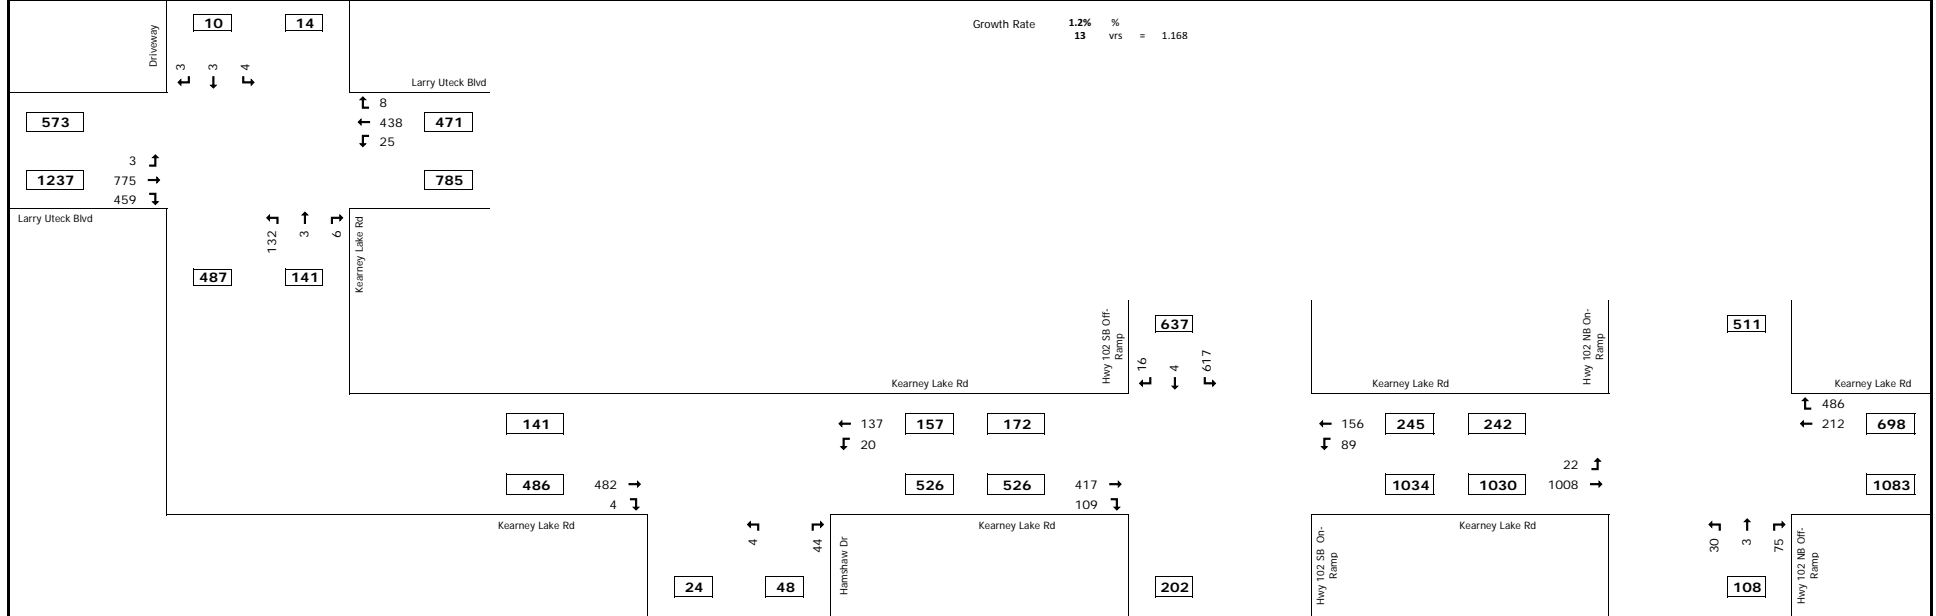 10 14
Growth Rate 1.2% %
13 yrs = 1.168
Driveway
3 3 4
Larry Uteck Blvd
8
573 438 471
25
3
1237 775 785
459
Larry Uteck Blvd
132 3 6
Kearney Lake Rd
487 141
Hwy 102 SB Off-
Ramp
637
Hwy 102 NB On-
Ramp
511
16 4 617
Kearney Lake Rd Kearney Lake Rd Kearney Lake Rd
486
141 137 157 172 156 245 242 212 698
20 89
22
486 482 526 526 417 1034 1030 1008 1083
4 109
Kearney Lake Rd Kearney Lake Rd Kearney Lake Rd
4 44
Hamshaw Dr
Hwy 102 SB On-
Ramp
30 3 75
Hwy 102 NB Off-
Ramp
24 48 202 108